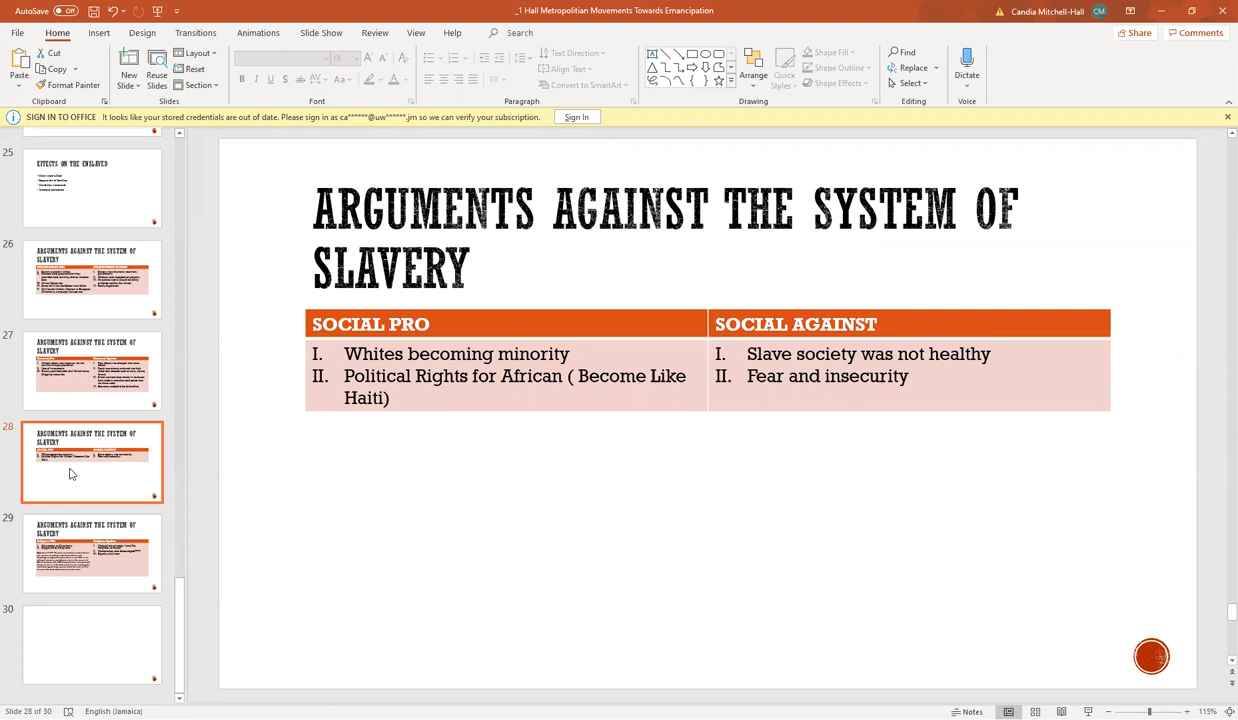 AutoSave Off
_1 Hall Metropolitan Movements Towards Emancipation
Candia Mitchell-Hall CM
File Home Insert Design Transitions Animations Slide Show Review View Help Search
Share Comments
Paste
Cut
Copy
Format Painter
New Slide
Reuse Slides
Layout
Reset
Section
18
Text Direction
Align Text
Convert to SmartArt
Arrange
Quick Styles
Shape Fill
Shape Outline
Shape Effects
Find
Replace
Select
Dictate
Clipboard Slides Font Paragraph Drawing Editing Voice
SIGN IN TO OFFICE It looks like your stored credentials are out of date. Please sign in as ca******@uw******.jm so we can verify your subscription. Sign In
25
EFFECTS ON THE ENSLAVED
26
ARGUMENTS AGAINST THE SYSTEM OF
SLAVERY
27
ARGUMENTS AGAINST THE SYSTEM OF
SLAVERY
28
ARGUMENTS AGAINST THE SYSTEM OF
SLAVERY
29
ARGUMENTS AGAINST THE SYSTEM OF
SLAVERY
30
ARGUMENTS AGAINST THE SYSTEM OF
SLAVERY
SOCIAL PRO
I. Whites becoming minority
II. Political Rights for African ( Become Like
Haiti)
SOCIAL AGAINST
I. Slave society was not healthy
II. Fear and insecurity
Slide 28 of 30 English (Jamaica) Notes 115%